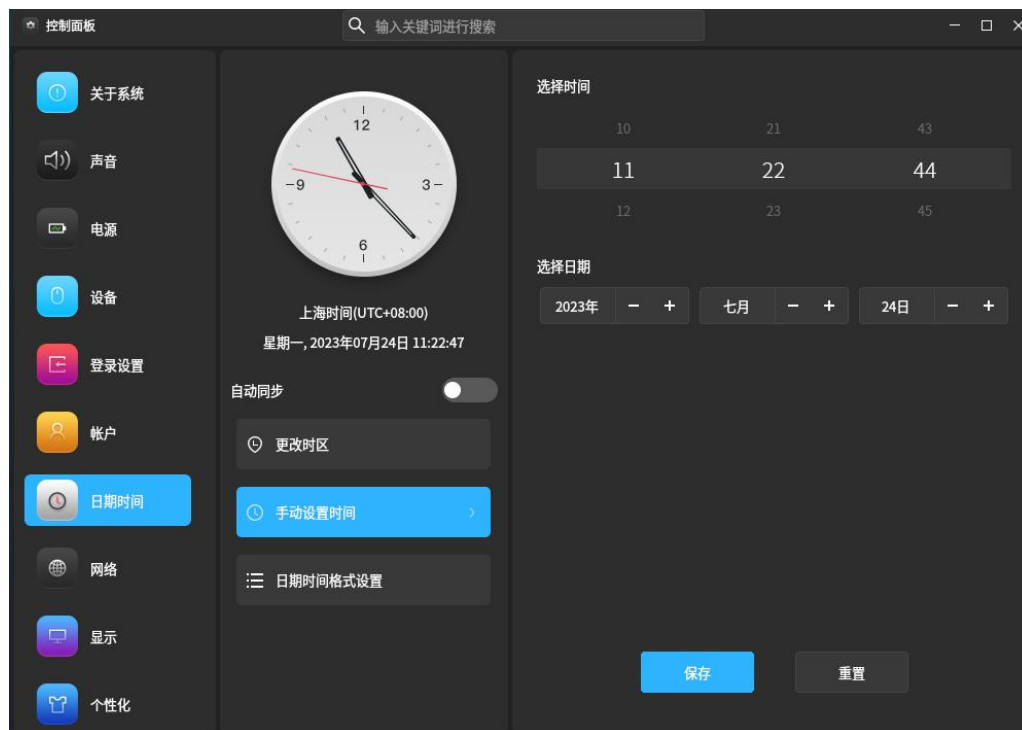 控制面板
输入关键词进行搜索
关于系统
声音
电源
设备
登录设置
帐户
日期时间
网络
显示
个性化
12
9
3
6
上海时间(UTC+08:00)
星期一, 2023年07月24日 11:22:47
自动同步
更改时区
手动设置时间
日期时间格式设置
选择时间
10 21 43
11 22 44
12 23 45
选择日期
2023年 − + 七月 − + 24日 − +
保存 重置